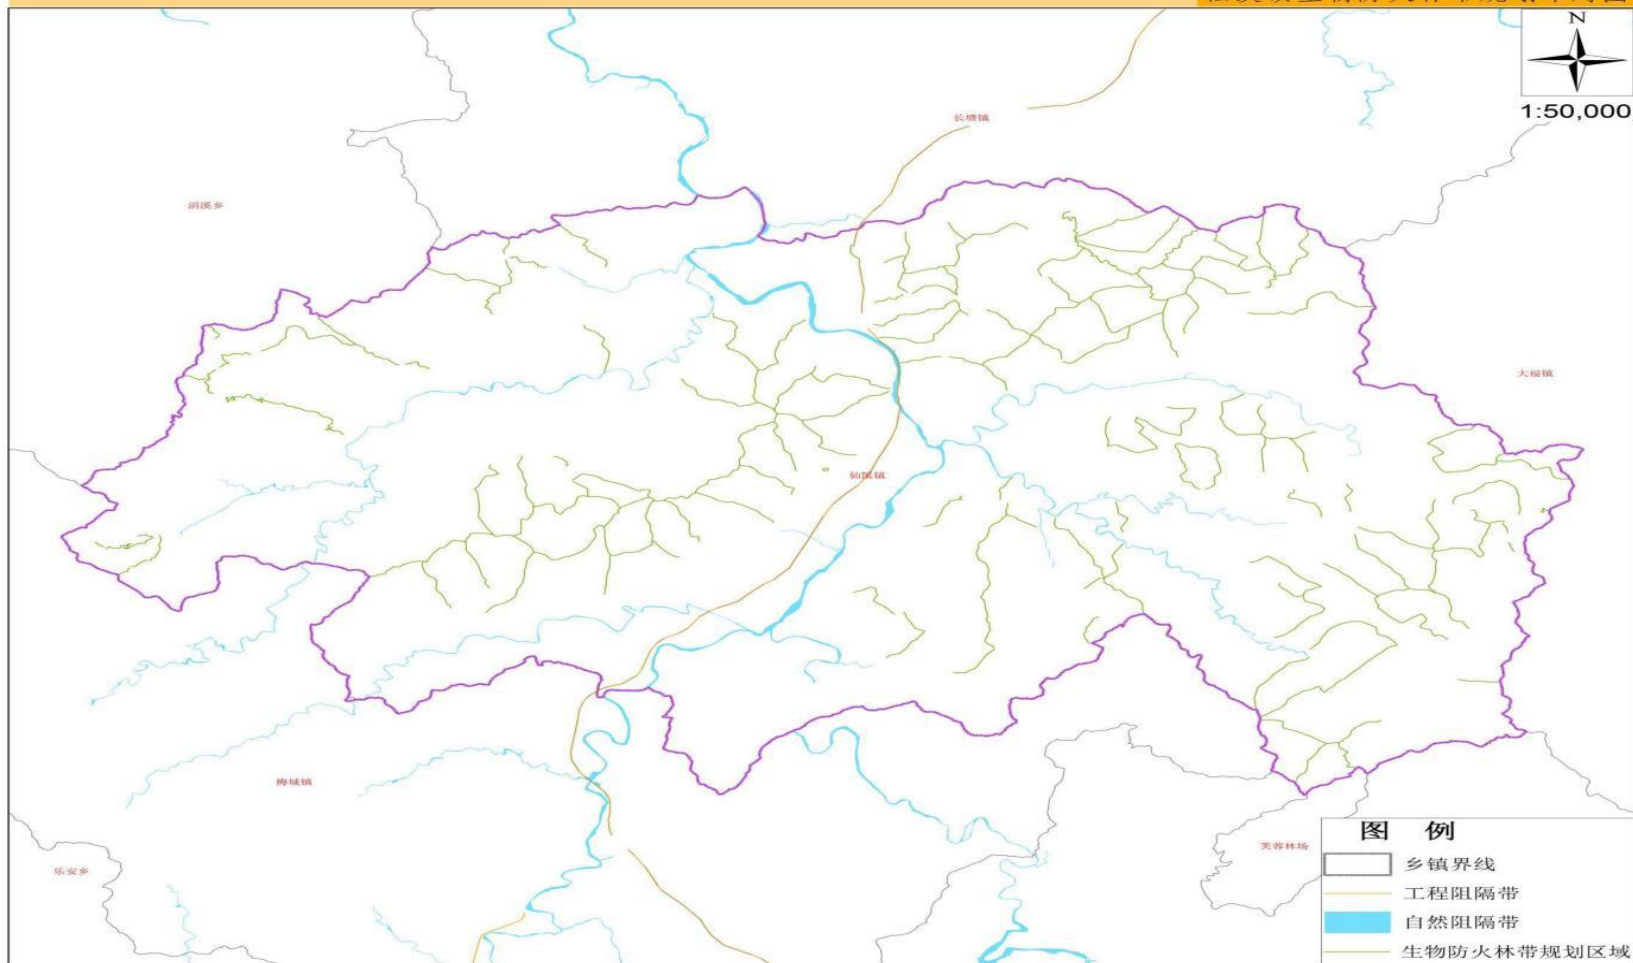 N
1:50,000
长塘镇
滔溪乡
大福镇
仙溪镇
梅城镇
乐安乡
芙蓉林场
图 例
乡镇界线
工程阻隔带
自然阻隔带
生物防火林带规划区域